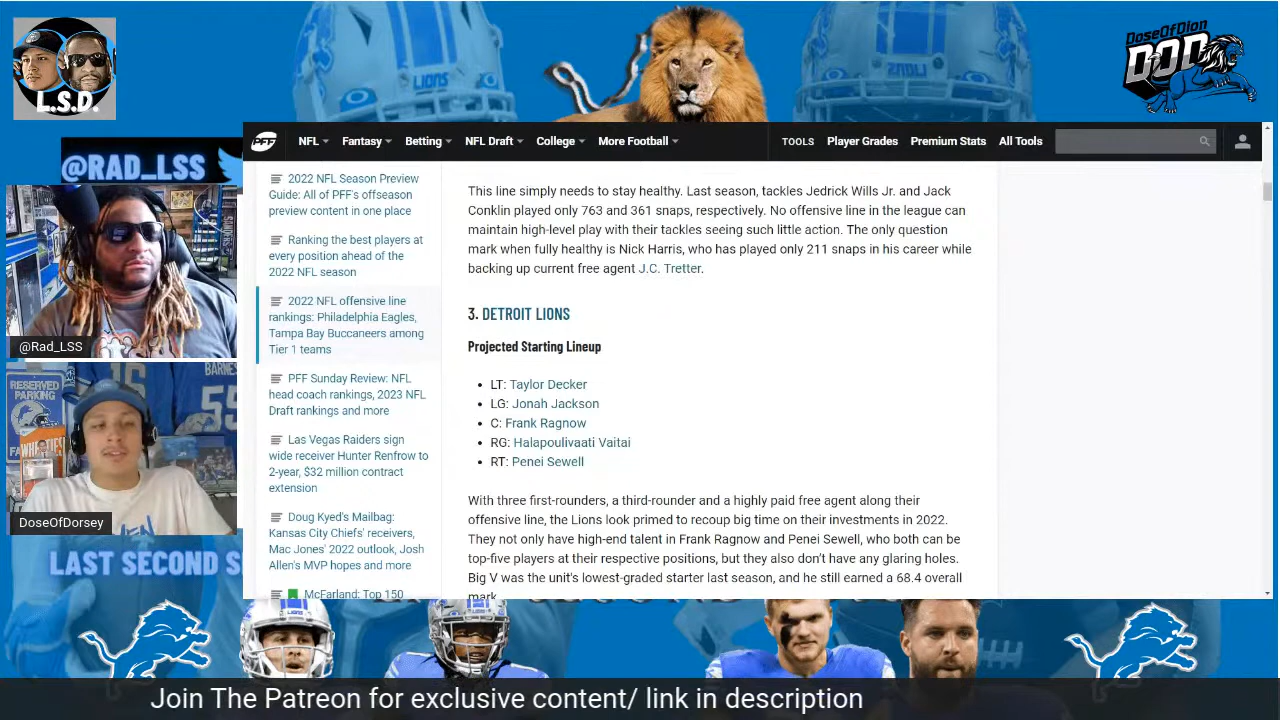 L.S.D.
DoseOfDion
DOD
LIONS
@RAD_LSS
@Rad_LSS
RESERVED
PARKING
BARNES
55
DoseOfDorsey
LAST SECOND S
PFF
NFL
Fantasy
Betting
NFL Draft
College
More Football
TOOLS
Player Grades
Premium Stats
All Tools
2022 NFL Season Preview
Guide: All of PFF's offseason
preview content in one place
Ranking the best players at
every position ahead of the
2022 NFL season
2022 NFL offensive line
rankings: Philadelphia Eagles,
Tampa Bay Buccaneers among
Tier 1 teams
PFF Sunday Review: NFL
head coach rankings, 2023 NFL
Draft rankings and more
Las Vegas Raiders sign
wide receiver Hunter Renfrow to
2-year, $32 million contract
extension
Doug Kyed's Mailbag:
Kansas City Chiefs' receivers,
Mac Jones' 2022 outlook, Josh
Allen's MVP hopes and more
McFarland: Top 150
This line simply needs to stay healthy. Last season, tackles Jedrick Wills Jr. and Jack
Conklin played only 763 and 361 snaps, respectively. No offensive line in the league can
maintain high-level play with their tackles seeing such little action. The only question
mark when fully healthy is Nick Harris, who has played only 211 snaps in his career while
backing up current free agent J.C. Tretter.
3. DETROIT LIONS
Projected Starting Lineup
• LT: Taylor Decker
• LG: Jonah Jackson
• C: Frank Ragnow
• RG: Halapoulivaati Vaitai
• RT: Penei Sewell
With three first-rounders, a third-rounder and a highly paid free agent along their
offensive line, the Lions look primed to recoup big time on their investments in 2022.
They not only have high-end talent in Frank Ragnow and Penei Sewell, who both can be
top-five players at their respective positions, but they also don't have any glaring holes.
Big V was the unit's lowest-graded starter last season, and he still earned a 68.4 overall
mark.
Join The Patreon for exclusive content/ link in description